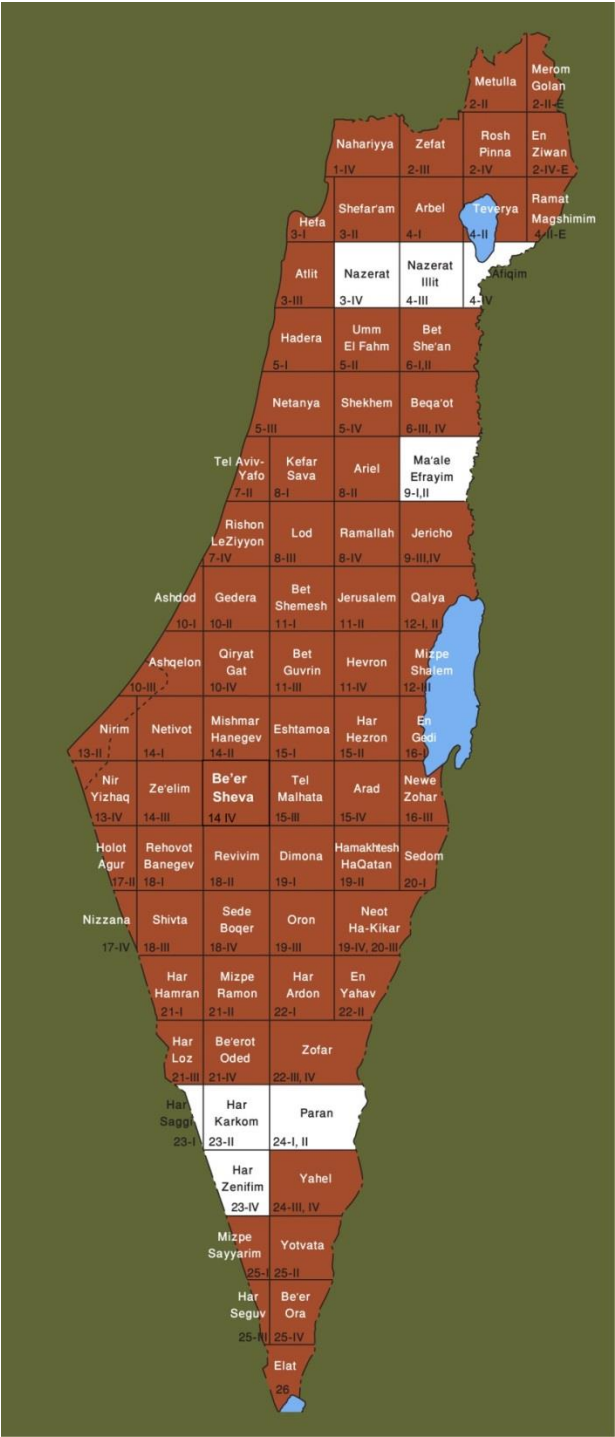 Metulla
2-II
Merom
Golan
2-II-E
Nahariyya
1-IV
Zefat
2-III
Rosh
Pinna
2-IV
En
Ziwan
2-IV-E
Hefa
3-I
Shefar'am
3-II
Arbel
4-I
Teverya
4-II
Ramat
Magshimim
4-II-E
Atlit
3-III
Nazerat
3-IV
Nazerat
Illit
4-III
Afiqim
4-IV
Hadera
5-I
Umm
El Fahm
5-II
Bet
She'an
6-I,II
Netanya
5-III
Shekhem
5-IV
Beqa'ot
6-III, IV
Tel Aviv-
Yafo
7-II
Kefar
Sava
8-I
Ariel
8-II
Ma'ale
Efrayim
9-I,II
Rishon
LeZiyyon
7-IV
Lod
8-III
Ramallah
8-IV
Jericho
9-III,IV
Ashdod
10-I
Gedera
10-II
Bet
Shemesh
11-I
Jerusalem
11-II
Qalya
12-I, II
Ashqelon
10-III
Qiryat
Gat
10-IV
Bet
Guvrin
11-III
Hevron
11-IV
Mizpe
Shalem
12-III
Nirim
13-II
Netivot
14-I
Mishmar
Hanegev
14-II
Eshtamoa
15-I
Har
Hezron
15-II
En
Gedi
16-I
Nir
Yizhaq
13-IV
Ze'elim
14-III
Be'er
Sheva
14 IV
Tel
Malhata
15-III
Arad
15-IV
Newe
Zohar
16-III
Holot
Agur
17-II
Rehovot
Banegev
18-I
Revivim
18-II
Dimona
19-I
Hamakhtesh
HaQatan
19-II
Sedom
20-I
Nizzana
17-IV
Shivta
18-III
Sede
Boqer
18-IV
Oron
19-III
Neot
Ha-Kikar
19-IV, 20-III
Har
Hamran
21-I
Mizpe
Ramon
21-II
Har
Ardon
22-I
En
Yahav
22-II
Har
Loz
21-III
Be'erot
Oded
21-IV
Zofar
22-III, IV
Har
Saggi
23-I
Har
Karkom
23-II
Paran
24-I, II
Har
Zenifim
23-IV
Yahel
24-III, IV
Mizpe
Sayyarim
25-I
Yotvata
25-II
Har
Seguv
25-III
Be'er
Ora
25-IV
Elat
26